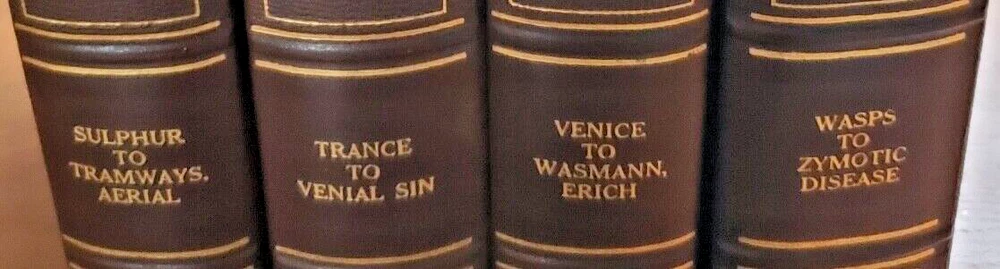 SULPHUR
TO
TRAMWAYS,
AERIAL
TRANCE
TO
VENIAL SIN
VENICE
TO
WASMANN,
ERICH
WASPS
TO
ZYMOTIC
DISEASE